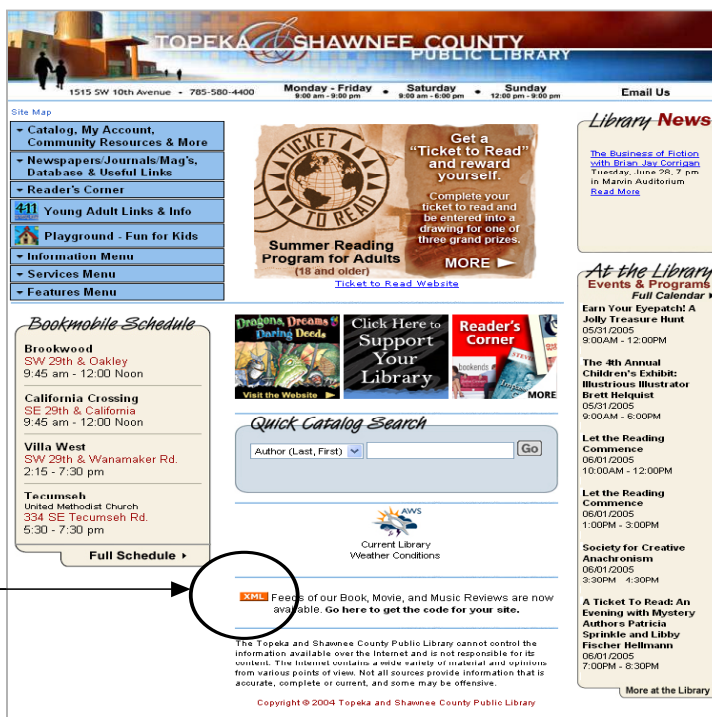 TOPEKA & SHAWNEE COUNTY
PUBLIC LIBRARY
1515 SW 10th Avenue - 785-580-4400
Monday - Friday
9:00 am - 9:00 pm
Saturday
9:00 am - 6:00 pm
Sunday
12:00 pm - 9:00 pm
Email Us
Site Map
Catalog, My Account,
Community Resources & More
Newspapers/Journals/Mag's,
Database & Useful Links
Reader's Corner
411 Young Adult Links & Info
Playground - Fun for Kids
Information Menu
Services Menu
Features Menu
TICKET
TO READ
Summer Reading
Program for Adults
(18 and older)
Get a
"Ticket to Read"
and reward
yourself.
Complete your
ticket to read and
be entered into a
drawing for one of
three grand prizes.
MORE
Ticket to Read Website
Library News
The Business of Fiction
with Brian Jay Corrigan
Tuesday, June 28, 7 pm
in Marvin Auditorium
Read More
Bookmobile Schedule
Brookwood
SW 29th & Oakley
9:45 am - 12:00 Noon
California Crossing
SE 29th & California
9:45 am - 12:00 Noon
Villa West
SW 29th & Wanamaker Rd.
2:15 - 7:30 pm
Tecumseh
United Methodist Church
334 SE Tecumseh Rd.
5:30 - 7:30 pm
Full Schedule
Dragons, Dreams &
Daring Deeds
Visit the Website
Click Here to
Support
Your
Library
Reader's
Corner
bookends
MORE
Quick Catalog Search
Author (Last, First)
Go
AWS
Current Library
Weather Conditions
XML Feeds of our Book, Movie, and Music Reviews are now
available. Go here to get the code for your site.
The Topeka and Shawnee County Public Library cannot control the
information available over the Internet and is not responsible for its
content. The Internet contains a wide variety of material and opinions
from various points of view. Not all sources provide information that is
accurate, complete or current, and some may be offensive.
Copyright © 2004 Topeka and Shawnee County Public Library
At the Library
Events & Programs
Full Calendar
Earn Your Eyepatch! A
Jolly Treasure Hunt
05/31/2005
9:00AM - 12:00PM
The 4th Annual
Children's Exhibit:
Illustrious Illustrator
Brett Helquist
05/31/2005
9:00AM - 6:00PM
Let the Reading
Commence
06/01/2005
10:00AM - 12:00PM
Let the Reading
Commence
06/01/2005
1:00PM - 3:00PM
Society for Creative
Anachronism
06/01/2005
3:30PM 4:30PM
A Ticket To Read: An
Evening with Mystery
Authors Patricia
Sprinkle and Libby
Fischer Hellmann
06/01/2005
7:00PM - 8:30PM
More at the Library